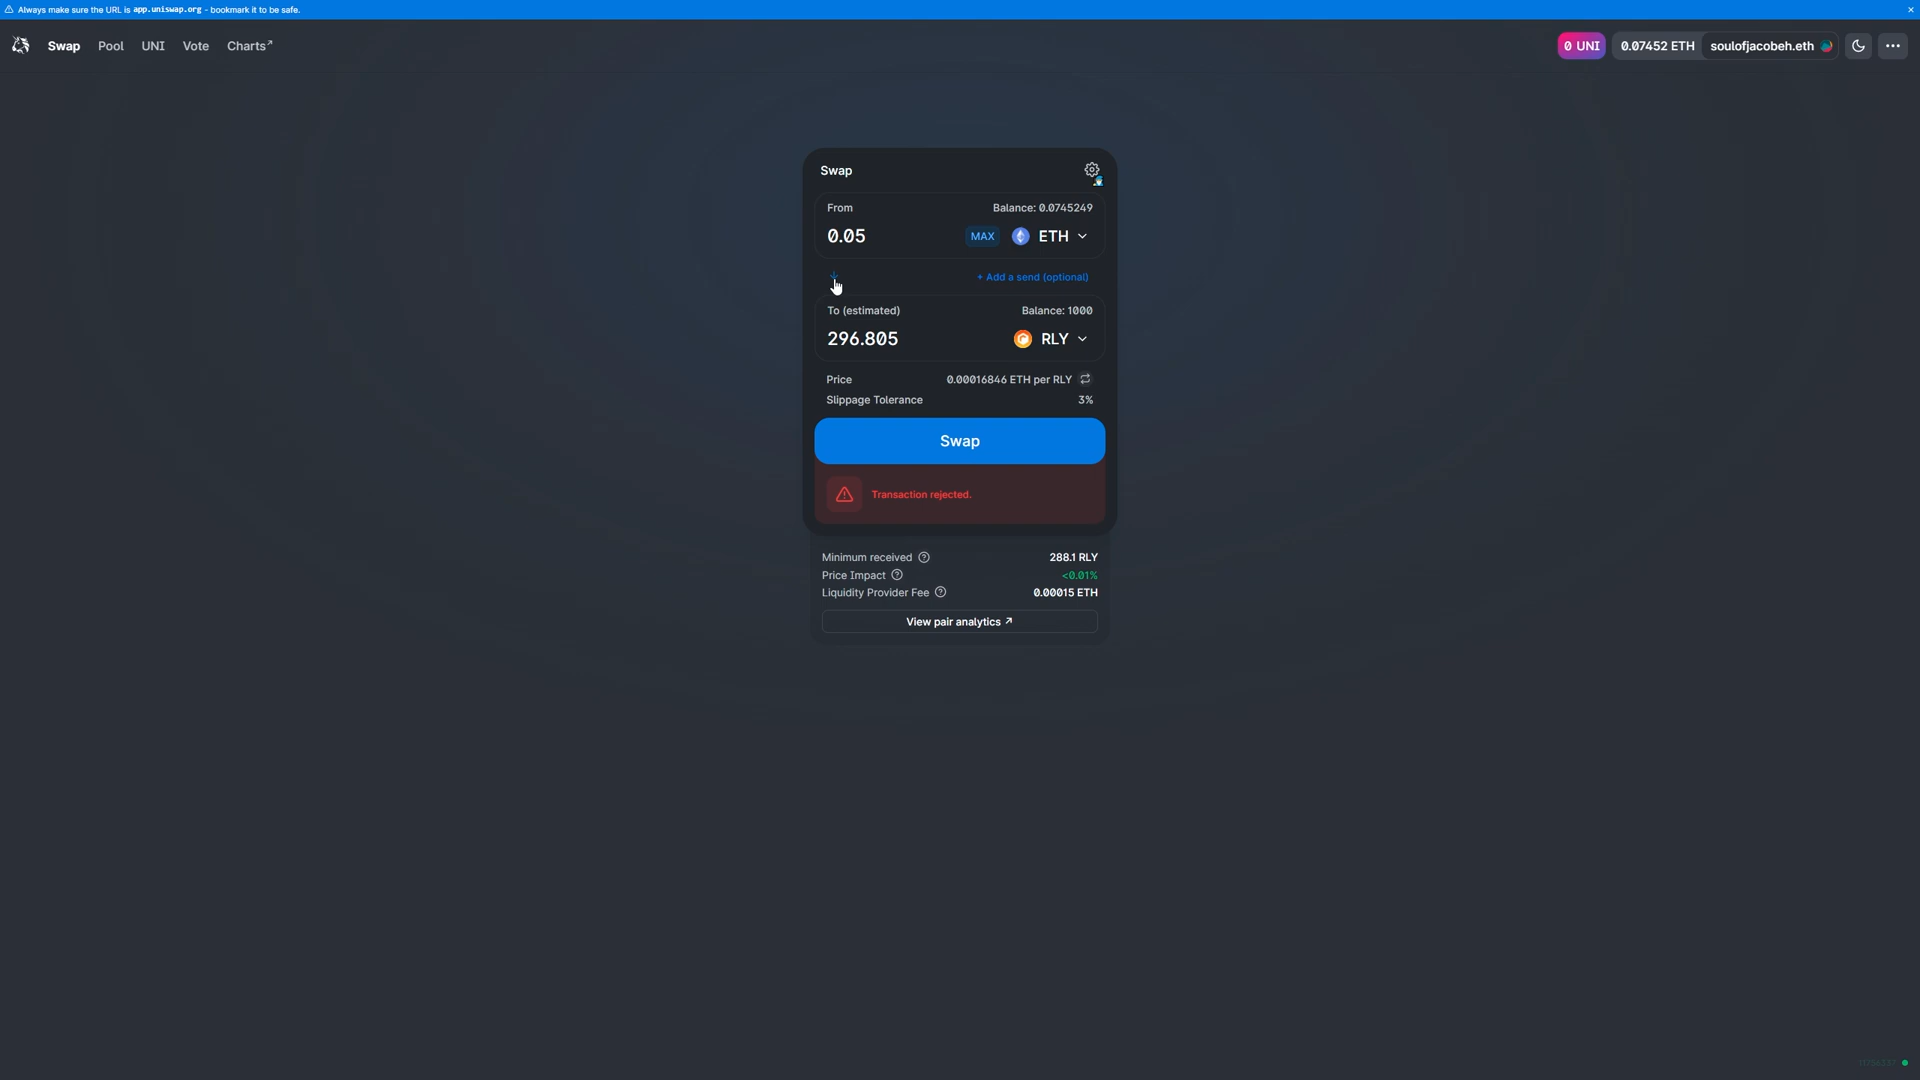 Always make sure the URL is app.uniswap.org - bookmark it to be safe.
Swap Pool UNI Vote Charts↗
0 UNI 0.07452 ETH soulofjacobeh.eth
Swap
From Balance: 0.0745249
0.05 MAX ETH
+ Add a send (optional)
To (estimated) Balance: 1000
296.805 RLY
Price 0.00016846 ETH per RLY
Slippage Tolerance 3%
Swap
Transaction rejected.
Minimum received 288.1 RLY
Price Impact <0.01%
Liquidity Provider Fee 0.00015 ETH
View pair analytics ↗